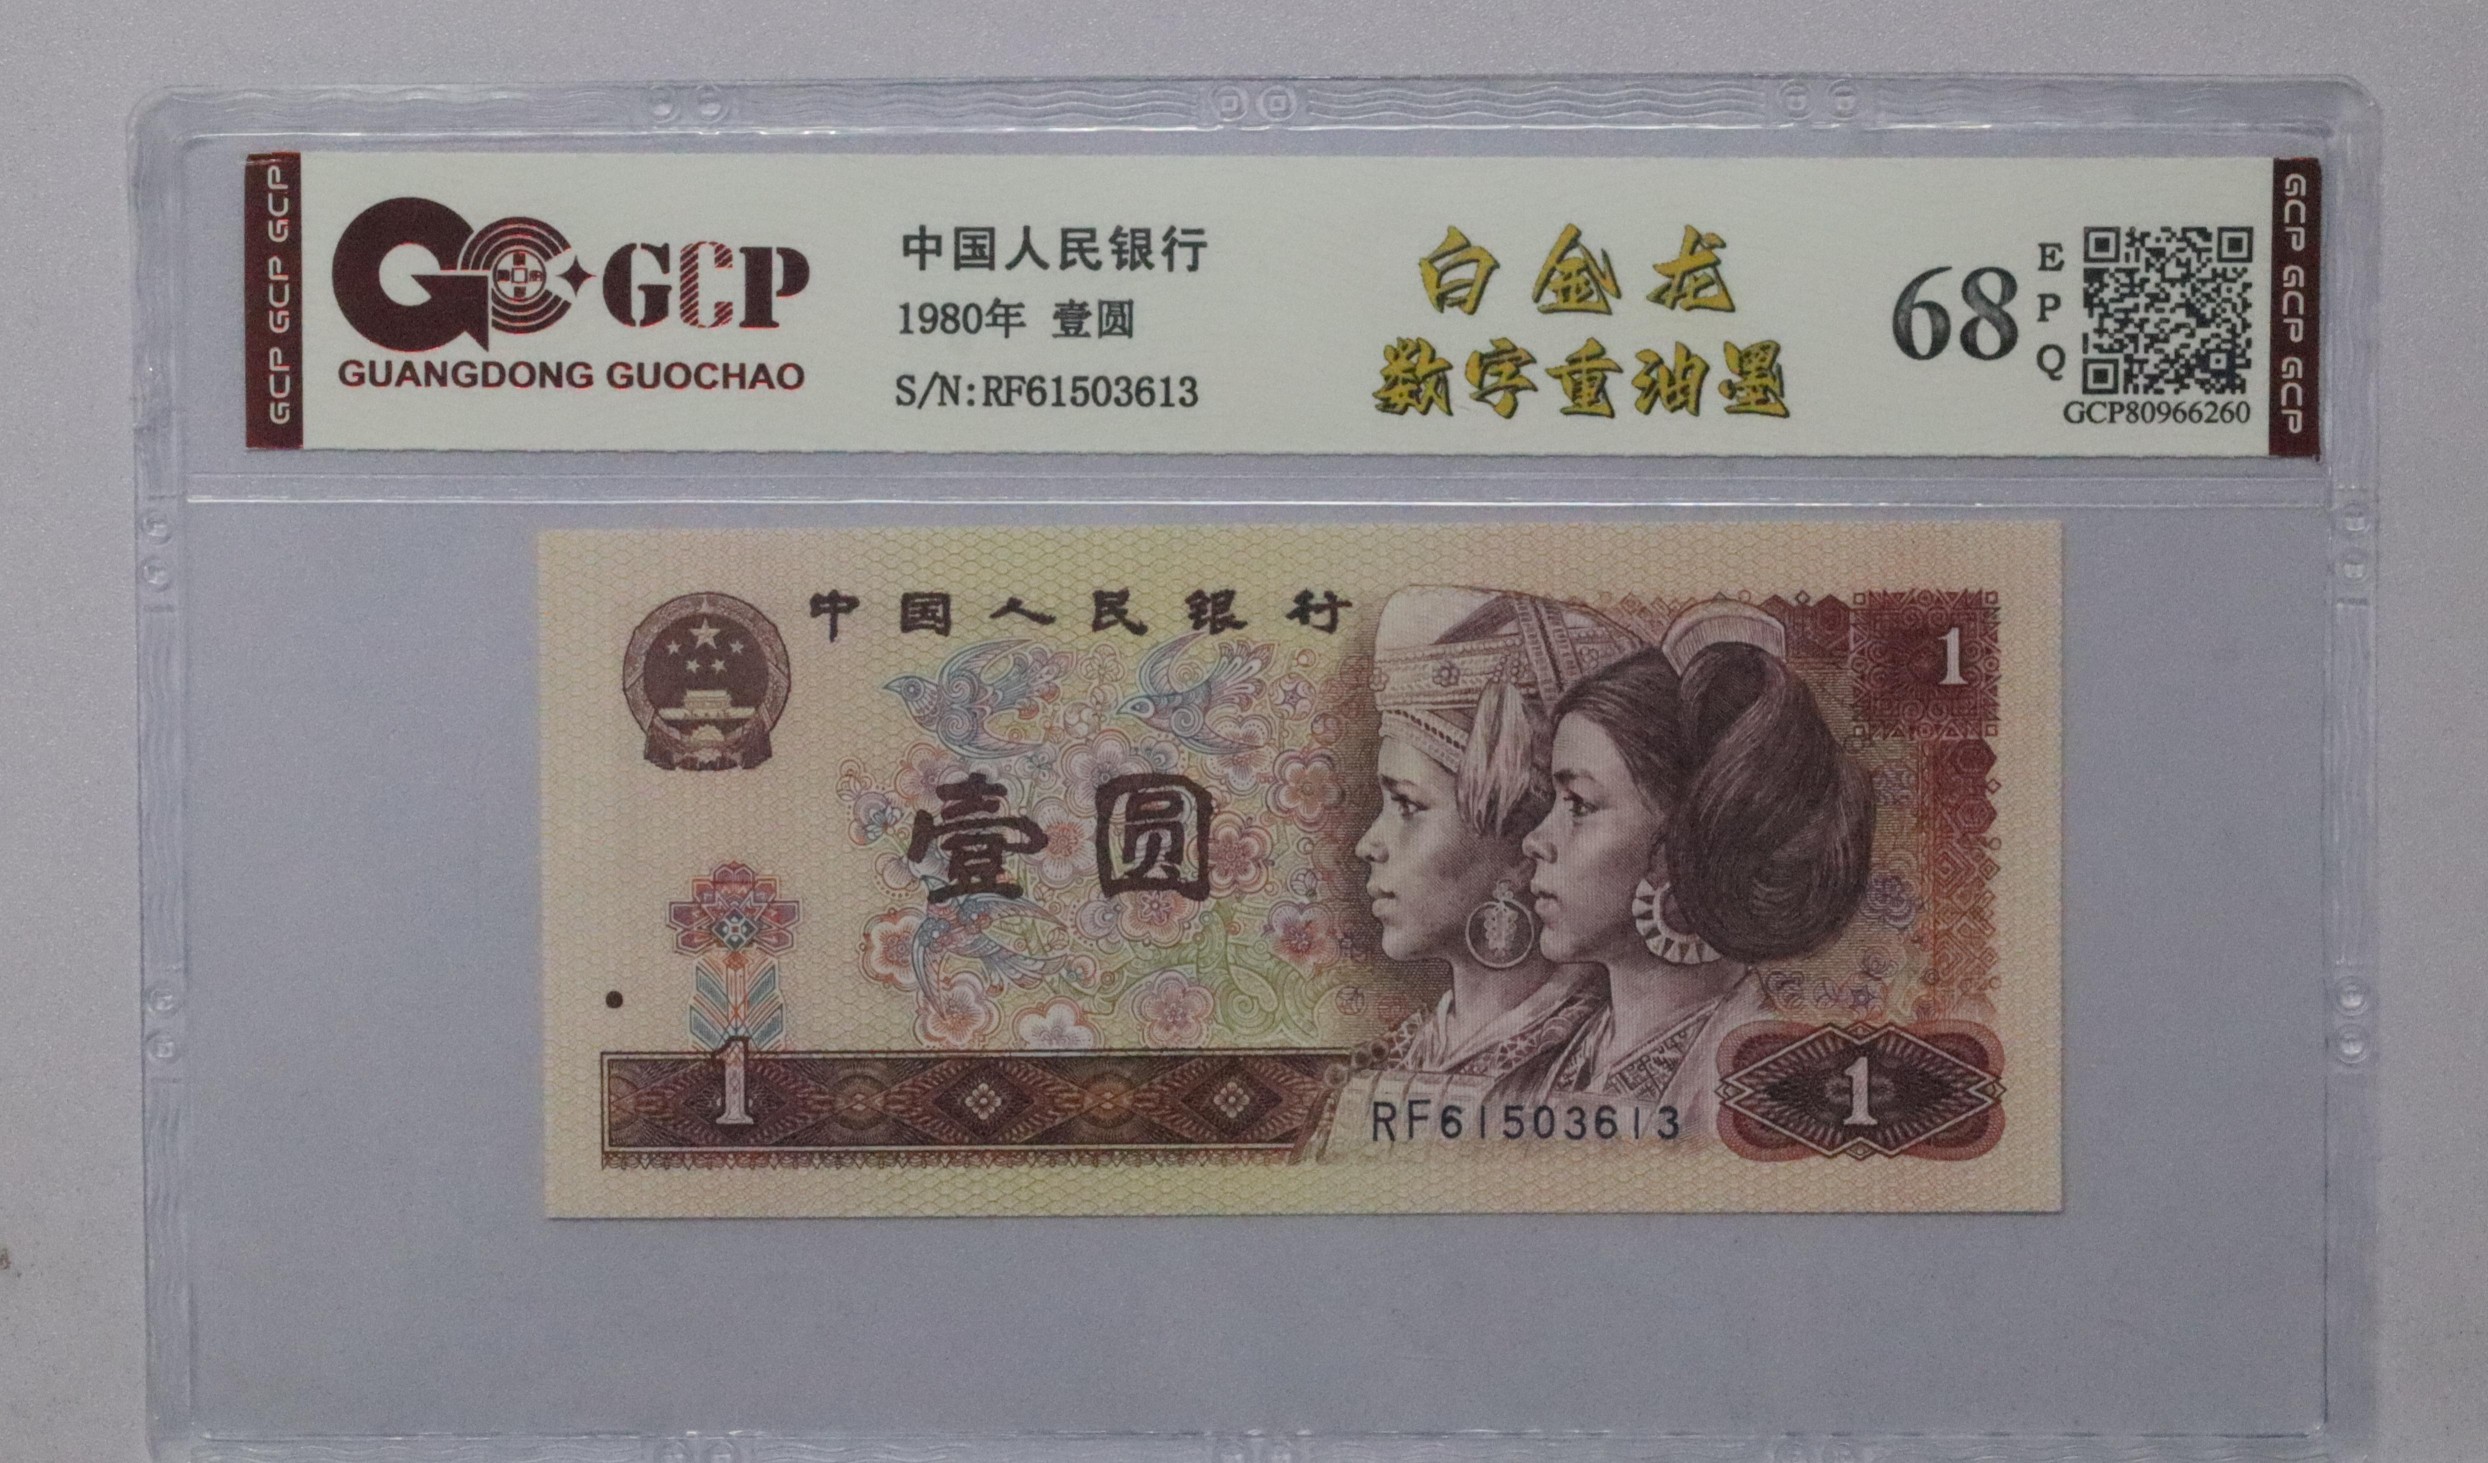 GCP GCP GCP
GCP
GUANGDONG GUOCHAO
中国人民银行
1980年 壹圆
S/N:RF61503613
白金龙
数字重油墨
68
EPQ
GCP80966260
GCP GCP GCP
中国人民银行
1
壹圆
1
RF61503613
1